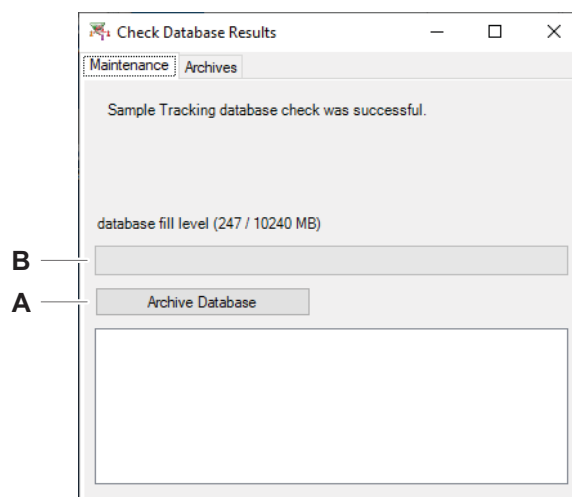 Check Database Results
Maintenance Archives
Sample Tracking database check was successful.
database fill level (247 / 10240 MB)
B
A
Archive Database